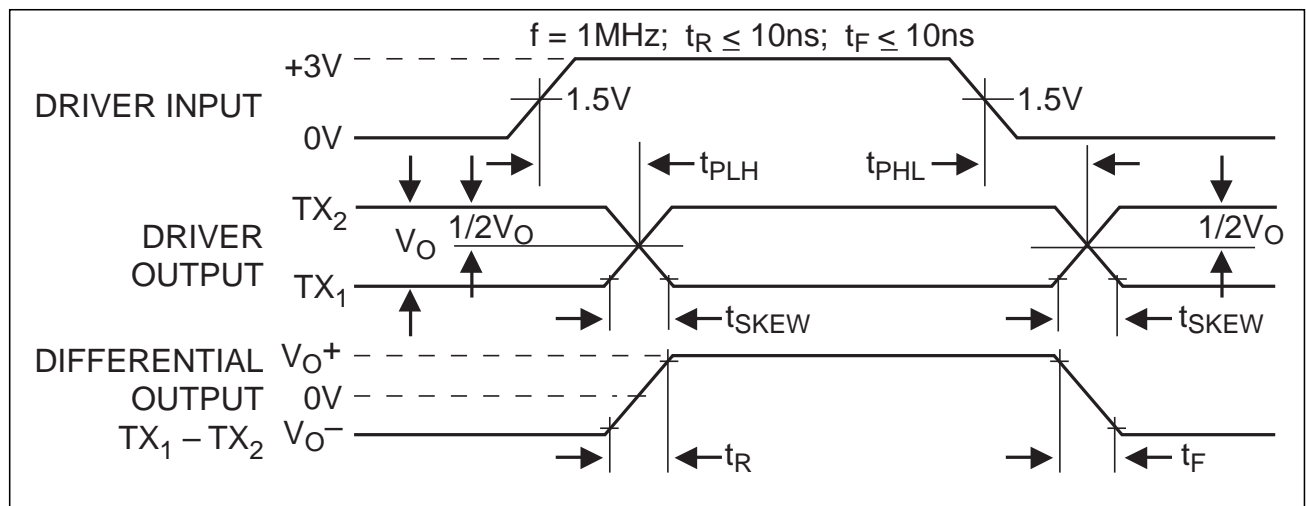 f = 1MHz; tR ≤ 10ns; tF ≤ 10ns
+3V
DRIVER INPUT
1.5V
1.5V
0V
tPLH
tPHL
TX2
DRIVER
OUTPUT
VO
1/2VO
1/2VO
TX1
tSKEW
tSKEW
DIFFERENTIAL
OUTPUT
TX1 – TX2
VO+
0V
VO–
tR
tF